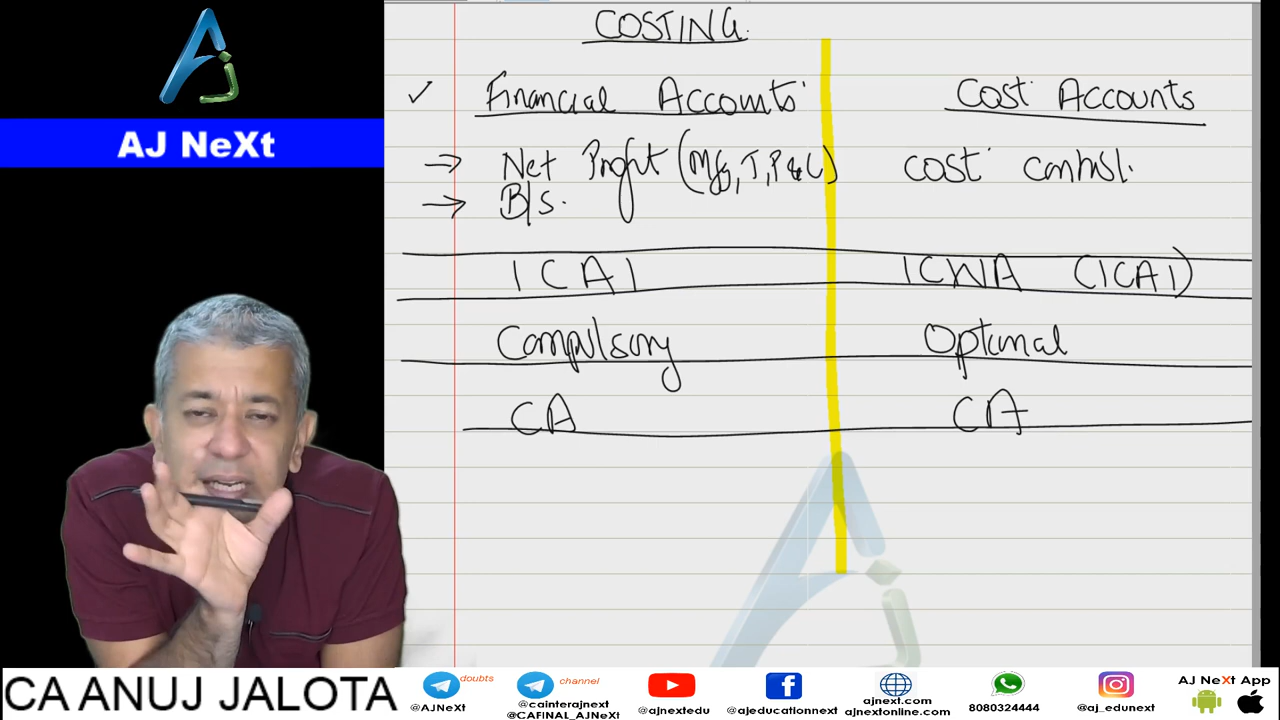 COSTING
AJ NeXt
✓ Financial Accounts Cost Accounts
→ Net Profit (Mfg, T, P&L) Cost Control.
→ B/S.
ICAI ICWA (ICAI)
Compulsory Optional
CA CA
CA ANUJ JALOTA
doubts
@AJNeXt
channel
@cainterajnext
@CAFINAL_AJNeXt
@ajnextedu
@ajeducationnext
ajnext.com
ajnextonline.com
8080324444
@aj_edunext
AJ NeXt App